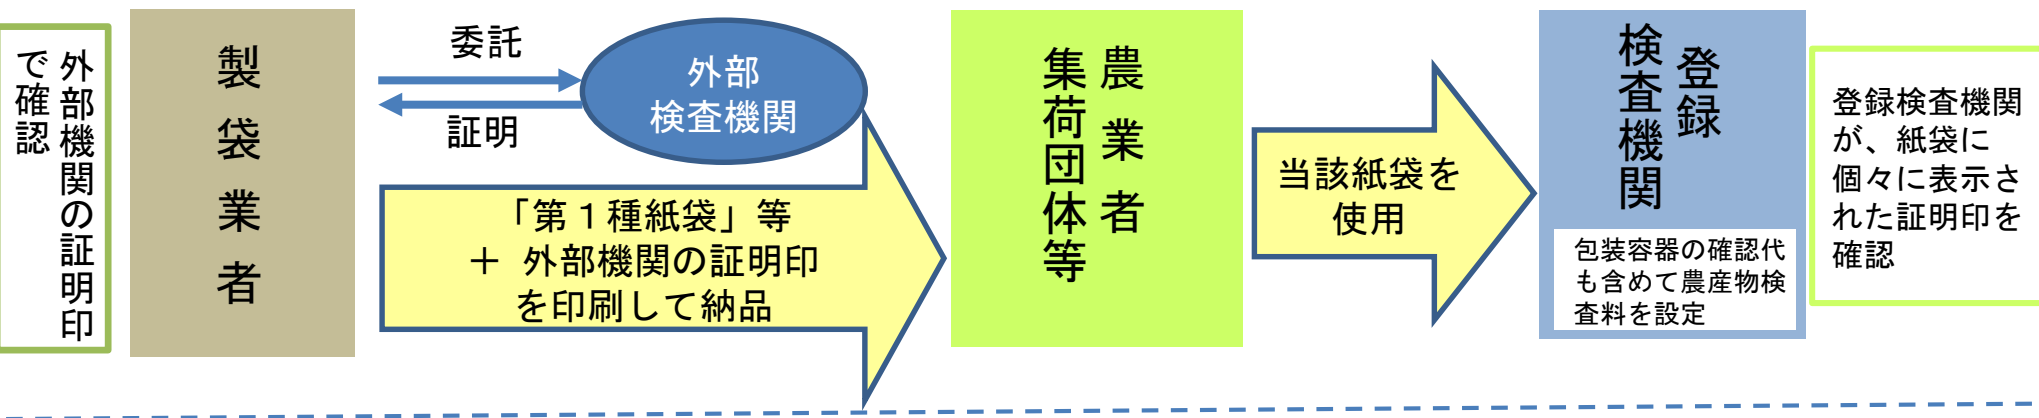 外部機関の証明印
で確認
製袋業者
委託
証明
外部
検査機関
「第１種紙袋」等
＋ 外部機関の証明印
を印刷して納品
農業者
集荷団体等
当該紙袋を
使用
登録
検査機関
包装容器の確認代
も含めて農産物検
査料を設定
登録検査機関
が、紙袋に
個々に表示さ
れた証明印を
確認